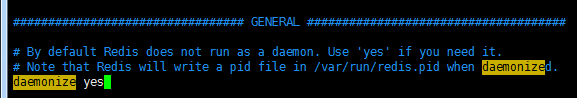 ################################ GENERAL #####################################
# By default Redis does not run as a daemon. Use 'yes' if you need it.
# Note that Redis will write a pid file in /var/run/redis.pid when daemonized.
daemonize yes